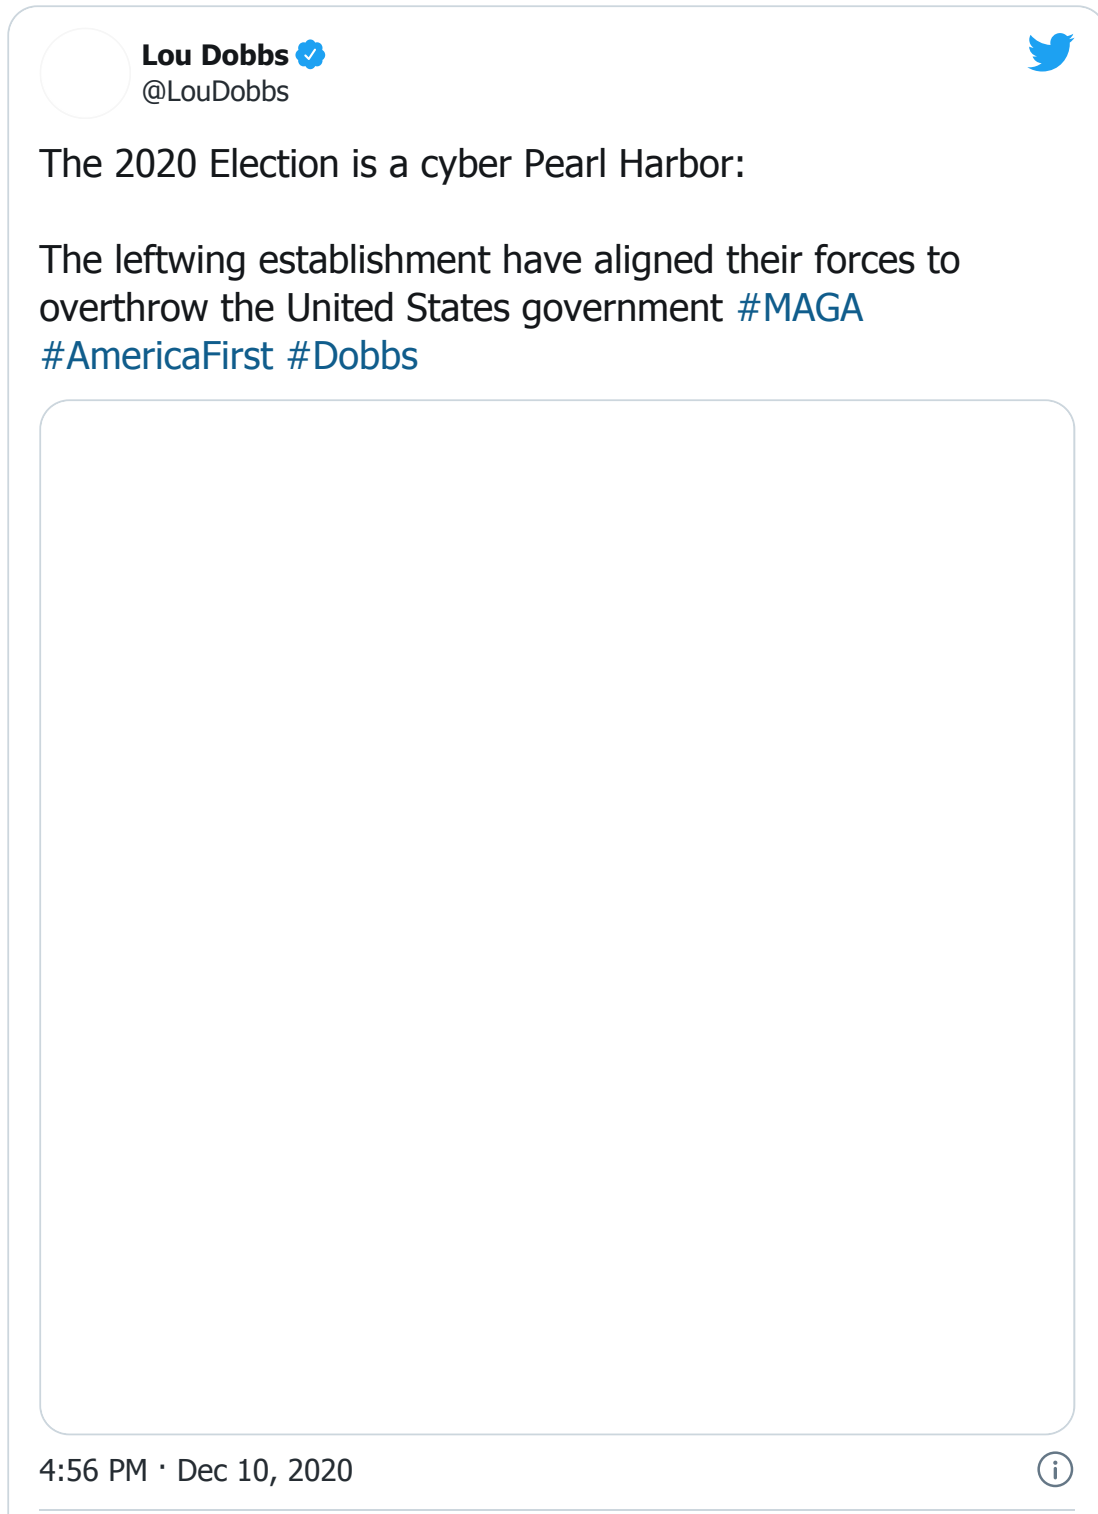 Lou Dobbs
@LouDobbs
The 2020 Election is a cyber Pearl Harbor:
The leftwing establishment have aligned their forces to
overthrow the United States government #MAGA
#AmericaFirst #Dobbs
4:56 PM · Dec 10, 2020